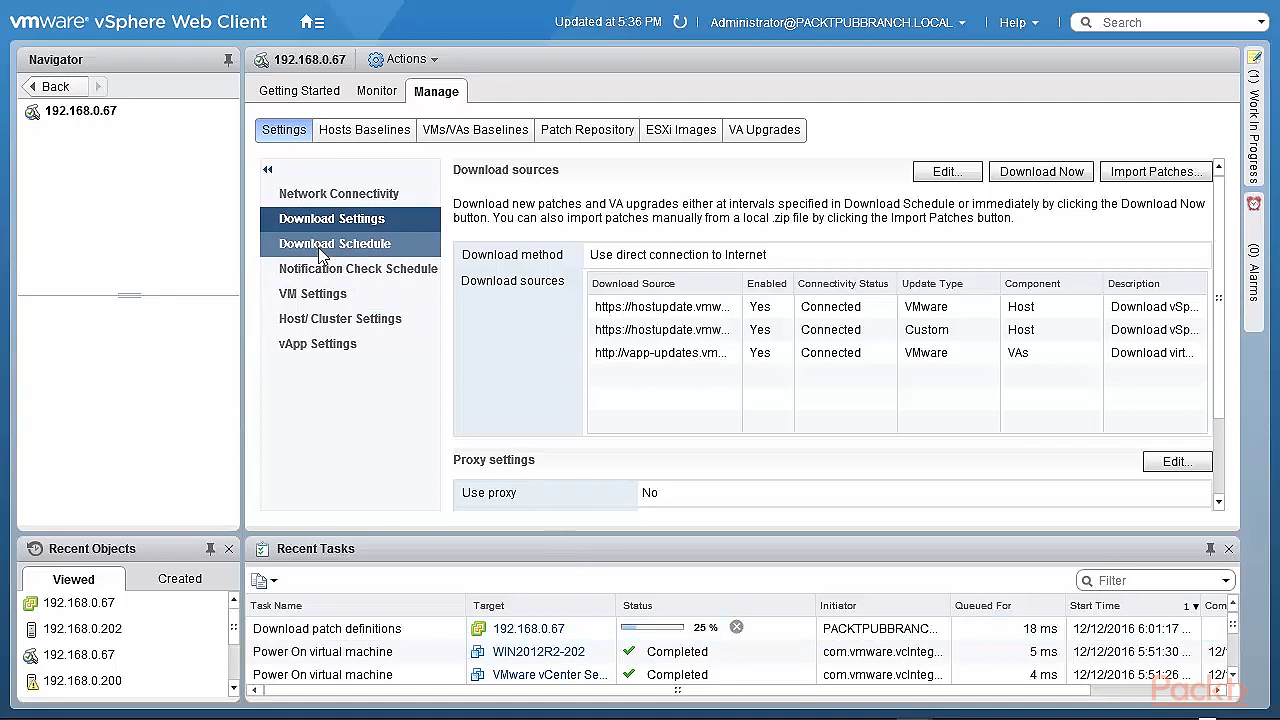 vmware® vSphere Web Client
Updated at 5:36 PM
Administrator@PACKTPUBBRANCH.LOCAL
Help
Search
Navigator
Back
192.168.0.67
192.168.0.67
Actions
Getting Started
Monitor
Manage
Settings
Hosts Baselines
VMs/VAs Baselines
Patch Repository
ESXi Images
VA Upgrades
Network Connectivity
Download Settings
Download Schedule
Notification Check Schedule
VM Settings
Host/ Cluster Settings
vApp Settings
Download sources
Edit...
Download Now
Import Patches...
Download new patches and VA upgrades either at intervals specified in Download Schedule or immediately by clicking the Download Now
button. You can also import patches manually from a local .zip file by clicking the Import Patches button.
Download method
Use direct connection to Internet
Download sources
Download Source Enabled Connectivity Status Update Type Component Description
https://hostupdate.vmw... Yes Connected VMware Host Download vSp...
https://hostupdate.vmw... Yes Connected Custom Host Download vSp...
http://vapp-updates.vm... Yes Connected VMware VAs Download virt...
Proxy settings
Edit...
Use proxy
No
(1) Work In Progress
(0) Alarms
Recent Objects
Viewed
Created
192.168.0.67
192.168.0.202
192.168.0.67
192.168.0.200
Recent Tasks
Filter
Task Name Target Status Initiator Queued For Start Time 1 Com
Download patch definitions 192.168.0.67 25 % PACKTPUBBRANC... 18 ms 12/12/2016 6:01:17 ...
Power On virtual machine WIN2012R2-202 Completed com.vmware.vcInteg... 5 ms 12/12/2016 5:51:30 ... 12/
Power On virtual machine VMware vCenter Se... Completed com.vmware.vcInteg... 4 ms 12/12/2016 5:51:26 ... 12/
Packt